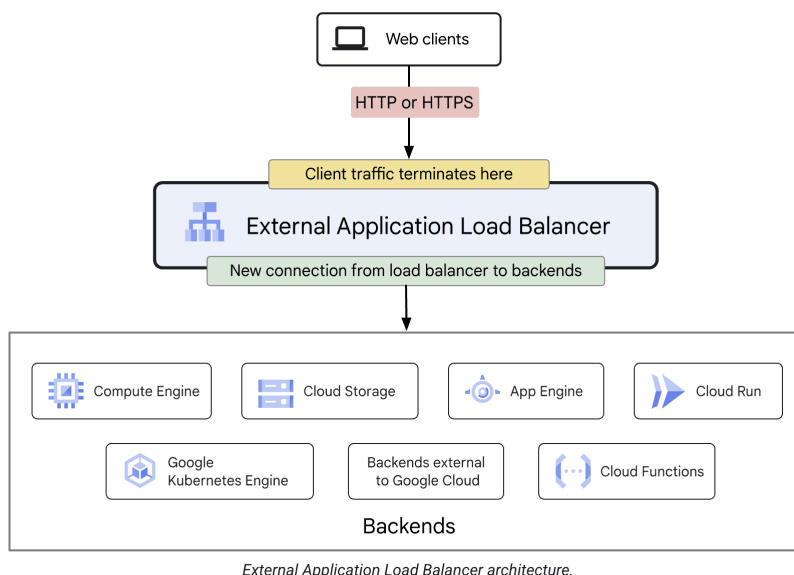 Web clients
HTTP or HTTPS
Client traffic terminates here
External Application Load Balancer
New connection from load balancer to backends
Compute Engine
Cloud Storage
App Engine
Cloud Run
Google
Kubernetes Engine
Backends external
to Google Cloud
Cloud Functions
Backends
External Application Load Balancer architecture.